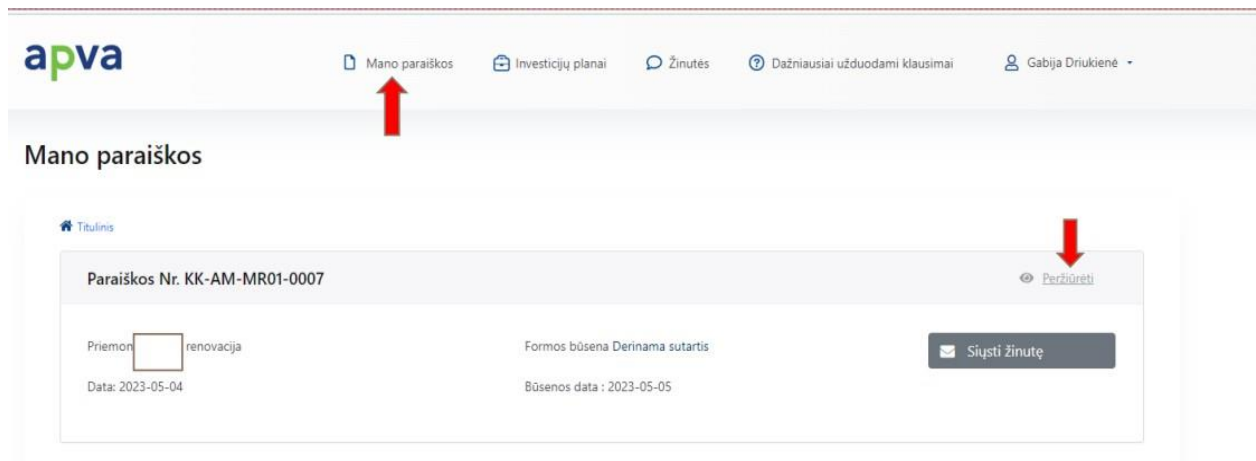 apva
Mano paraiškos Investicijų planai Žinutės Dažniausiai užduodami klausimai Gabija Driukienė
Mano paraiškos
Titulinis
Paraiškos Nr. KK-AM-MR01-0007 Peržiūrėti
Priemon renovacija Formos būsena Derinama sutartis Siųsti žinutę
Data: 2023-05-04 Būsenos data : 2023-05-05